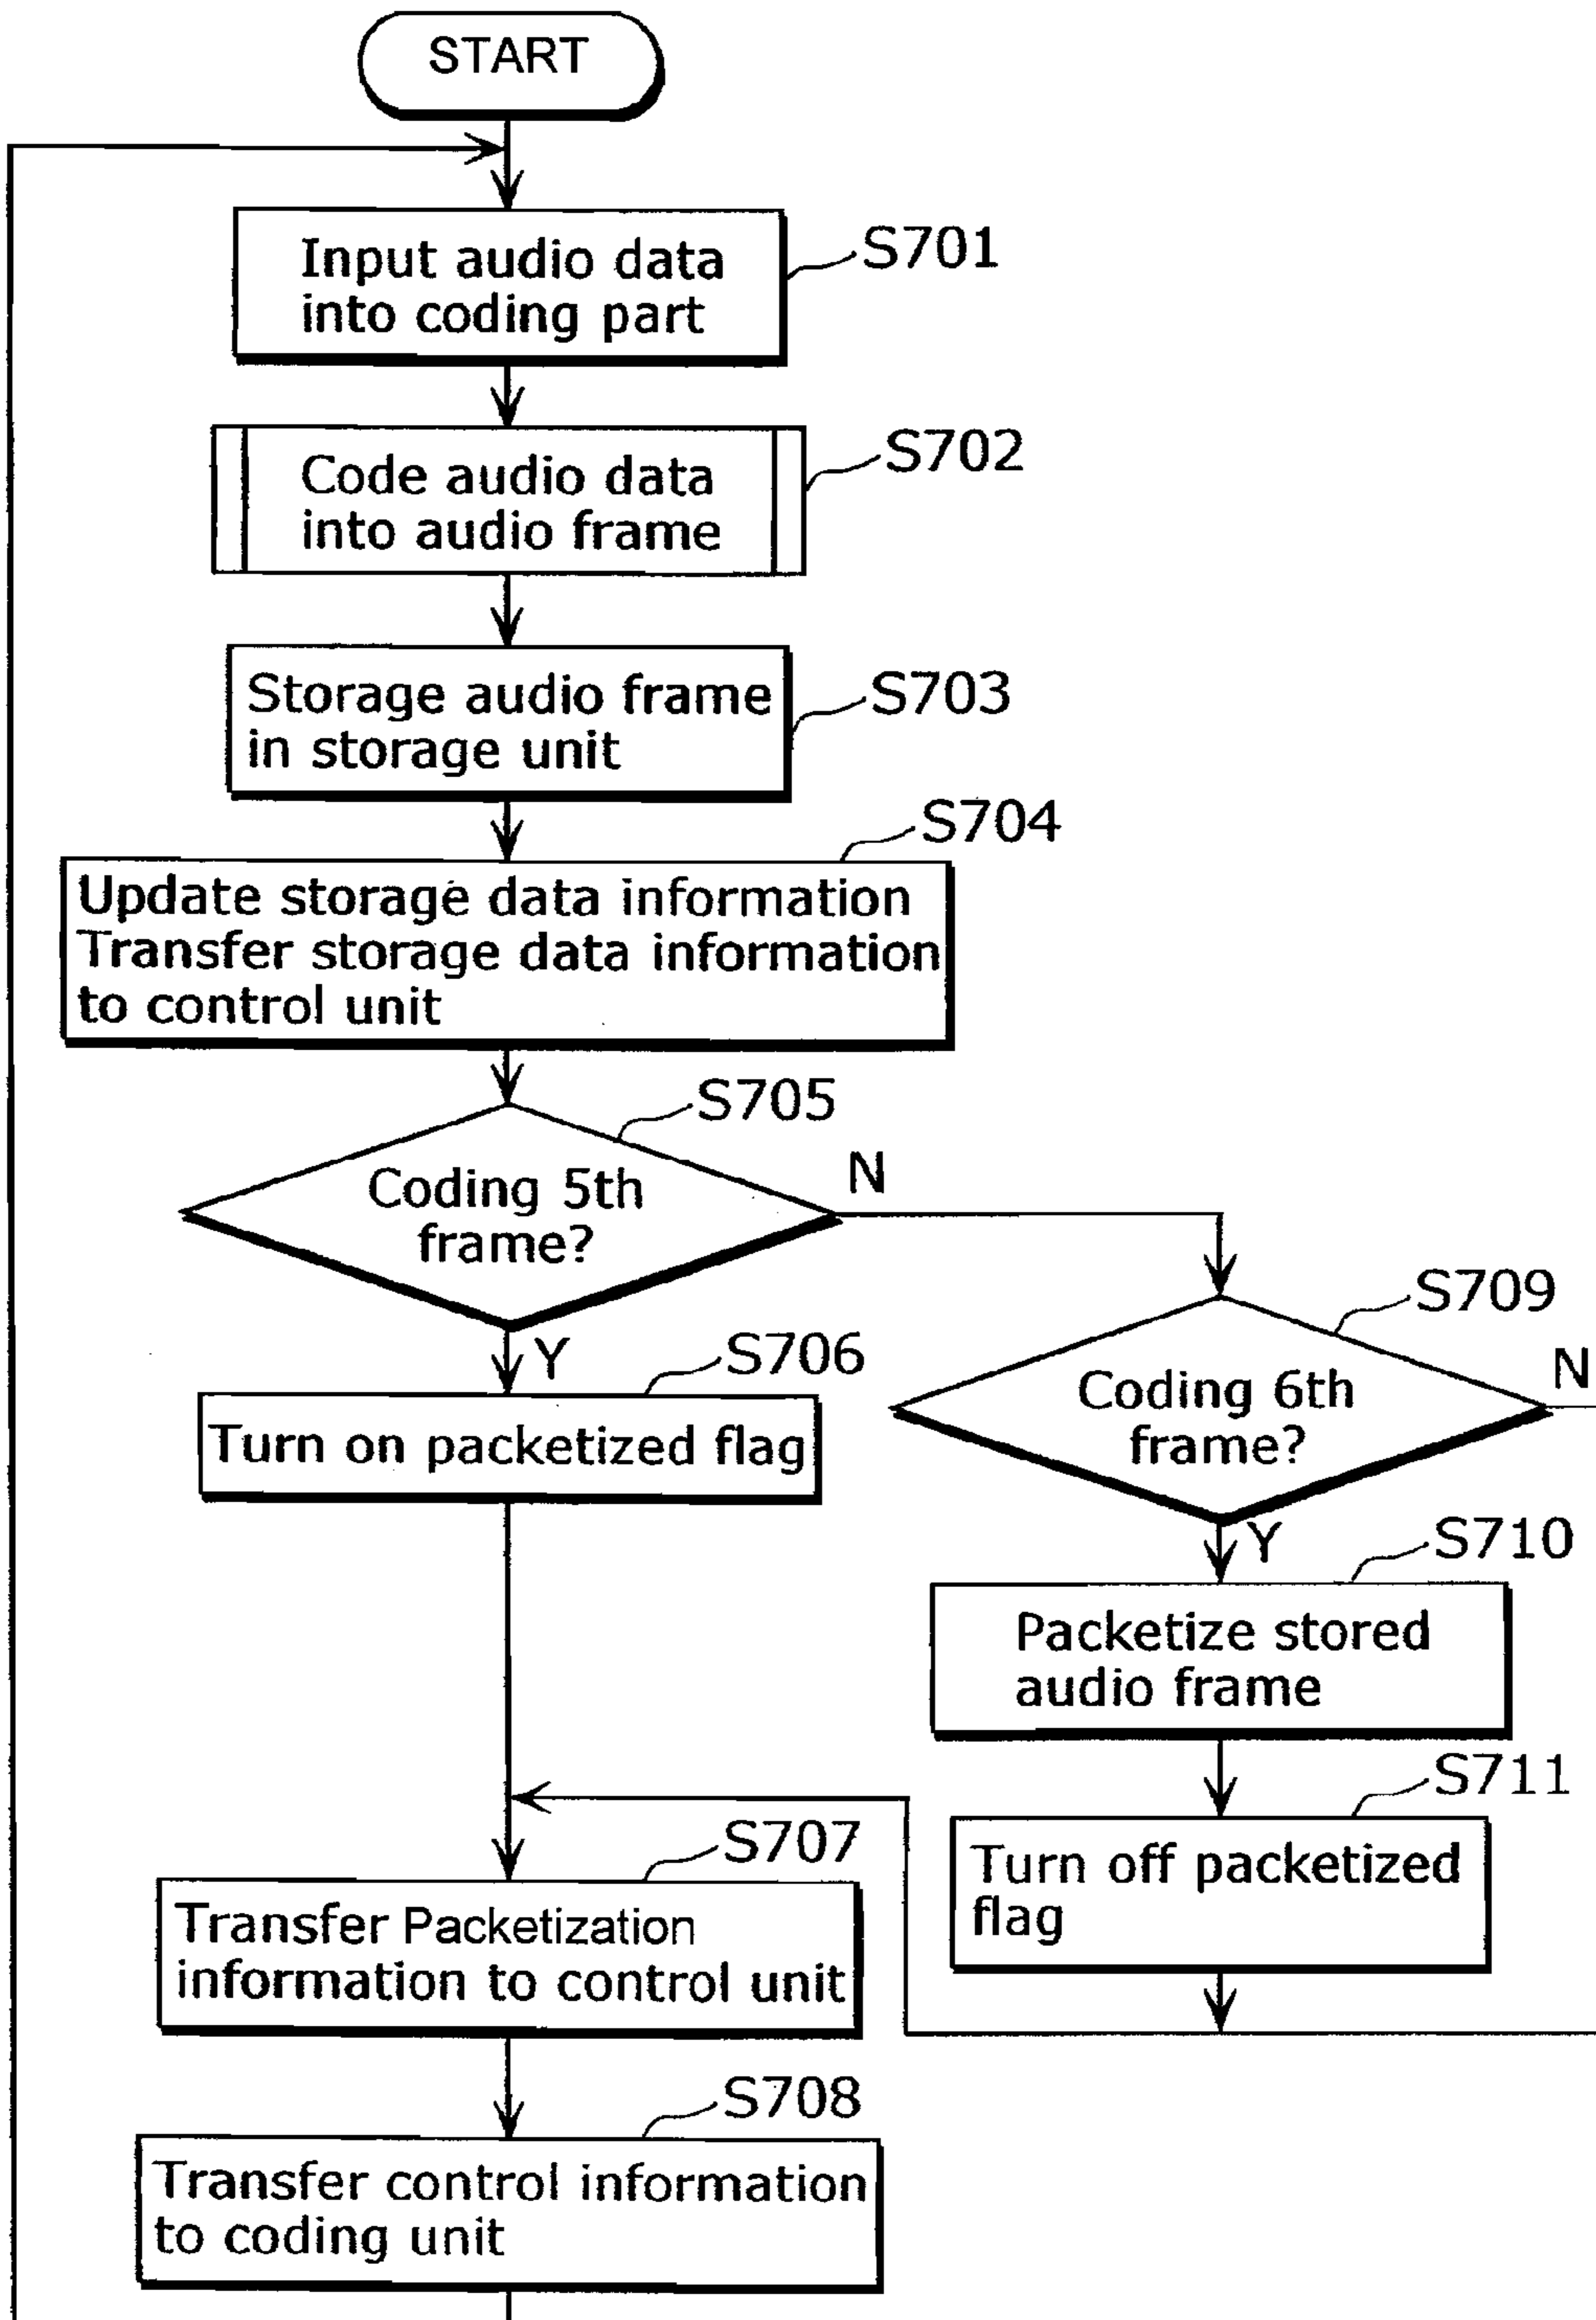 START
Input audio data
into coding part
S701
Code audio data
into audio frame
S702
Storage audio frame
in storage unit
S703
S704
Update storage data information
Transfer storage data information
to control unit
S705
Coding 5th
frame?
N
Y
S706
Turn on packetized flag
S709
Coding 6th
frame?
N
Y
S710
Packetize stored
audio frame
S711
Turn off packetized
flag
S707
Transfer Packetization
information to control unit
S708
Transfer control information
to coding unit